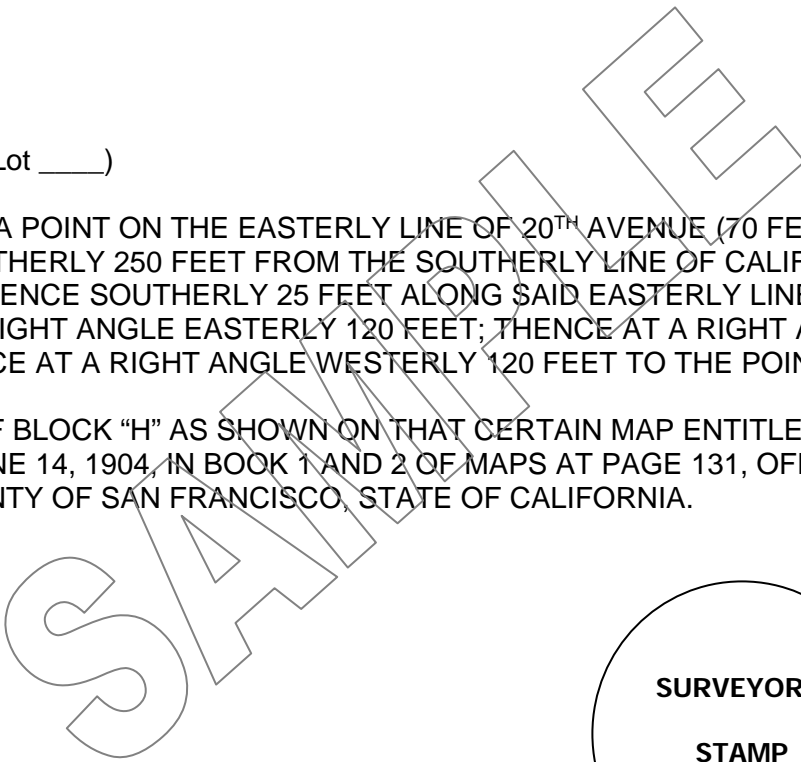 Lot ____)
A POINT ON THE EASTERLY LINE OF 20TH AVENUE (70 FE
THERLY 250 FEET FROM THE SOUTHERLY LINE OF CALIF
ENCE SOUTHERLY 25 FEET ALONG SAID EASTERLY LINE
IGHT ANGLE EASTERLY 120 FEET; THENCE AT A RIGHT A
CE AT A RIGHT ANGLE WESTERLY 120 FEET TO THE POIN
F BLOCK “H” AS SHOWN ON THAT CERTAIN MAP ENTITLE
NE 14, 1904, IN BOOK 1 AND 2 OF MAPS AT PAGE 131, OFI
NTY OF SAN FRANCISCO, STATE OF CALIFORNIA.
SAMPLE
SURVEYOR
STAMP